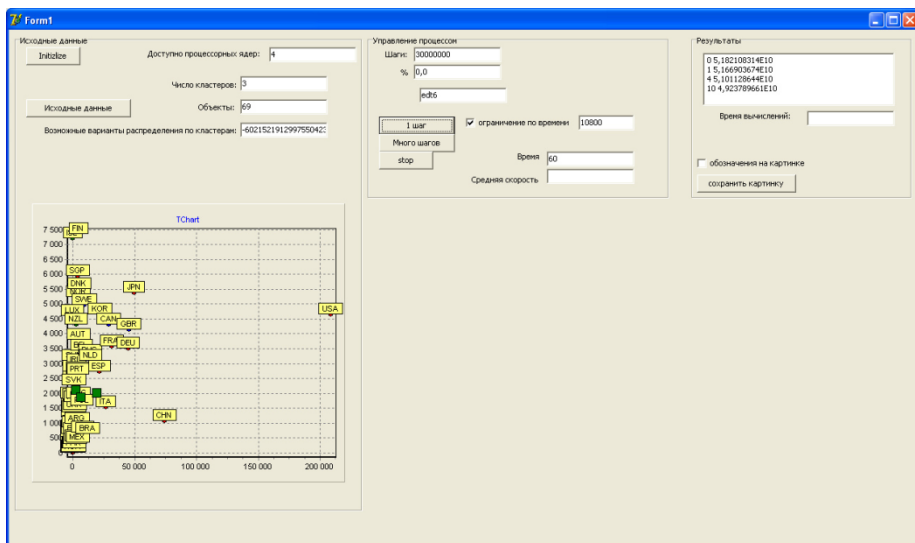 Form1
Исходные данные
Initizlze
Доступно процессорных ядер:
4
Число кластеров:
3
Исходные данные
Объекты:
69
Возможные варианты распределения по кластерам:
-6021521912997550423
Управление процессом
Шаги:
30000000
%
0,0
edt6
1 шаг
ограничение по времени
10800
Много шагов
stop
Время
60
Средняя скорость
Результаты
0 5,182108314E10
1 5,166903674E10
4 5,101128644E10
10 4,923789661E10
Время вычислений:
обозначения на картинке
сохранить картинку
TChart
7 500
7 000
6 500
6 000
5 500
5 000
4 500
4 000
3 500
3 000
2 500
2 000
1 500
1 000
500
0
FIN
SGP
DNK
NOR
JPN
SWE
LUX
KOR
USA
NZL
CAN
GBR
AUT
FRA
DEU
NLD
PRT
ESP
SVK
ITA
CHN
ARG
BRA
MEX
0
50 000
100 000
150 000
200 000